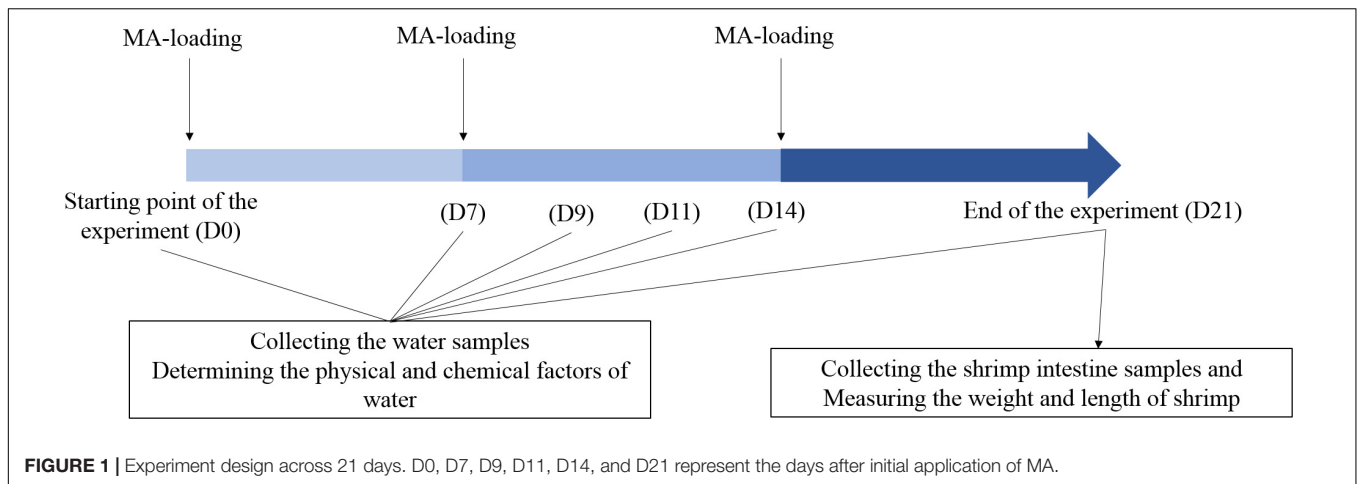 MA-loading
MA-loading
MA-loading
Starting point of the
experiment (D0)
(D7)
(D9)
(D11)
(D14)
End of the experiment (D21)
Collecting the water samples
Determining the physical and chemical factors of
water
Collecting the shrimp intestine samples and
Measuring the weight and length of shrimp
FIGURE 1 | Experiment design across 21 days. D0, D7, D9, D11, D14, and D21 represent the days after initial application of MA.